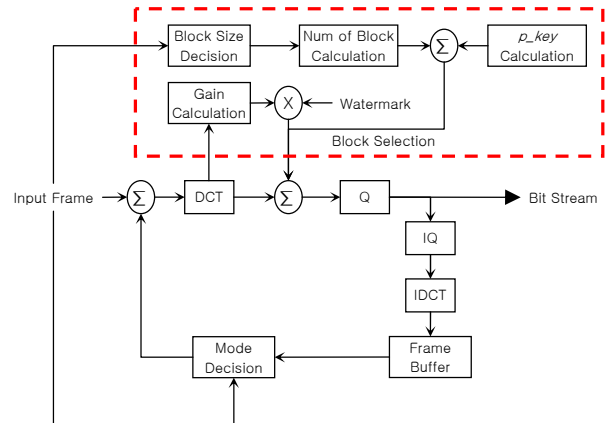 Block Size
Decision
Num of Block
Calculation
Σ
p_key
Calculation
Gain
Calculation
X
Watermark
Block Selection
Input Frame
Σ
DCT
Σ
Q
Bit Stream
IQ
IDCT
Mode
Decision
Frame
Buffer